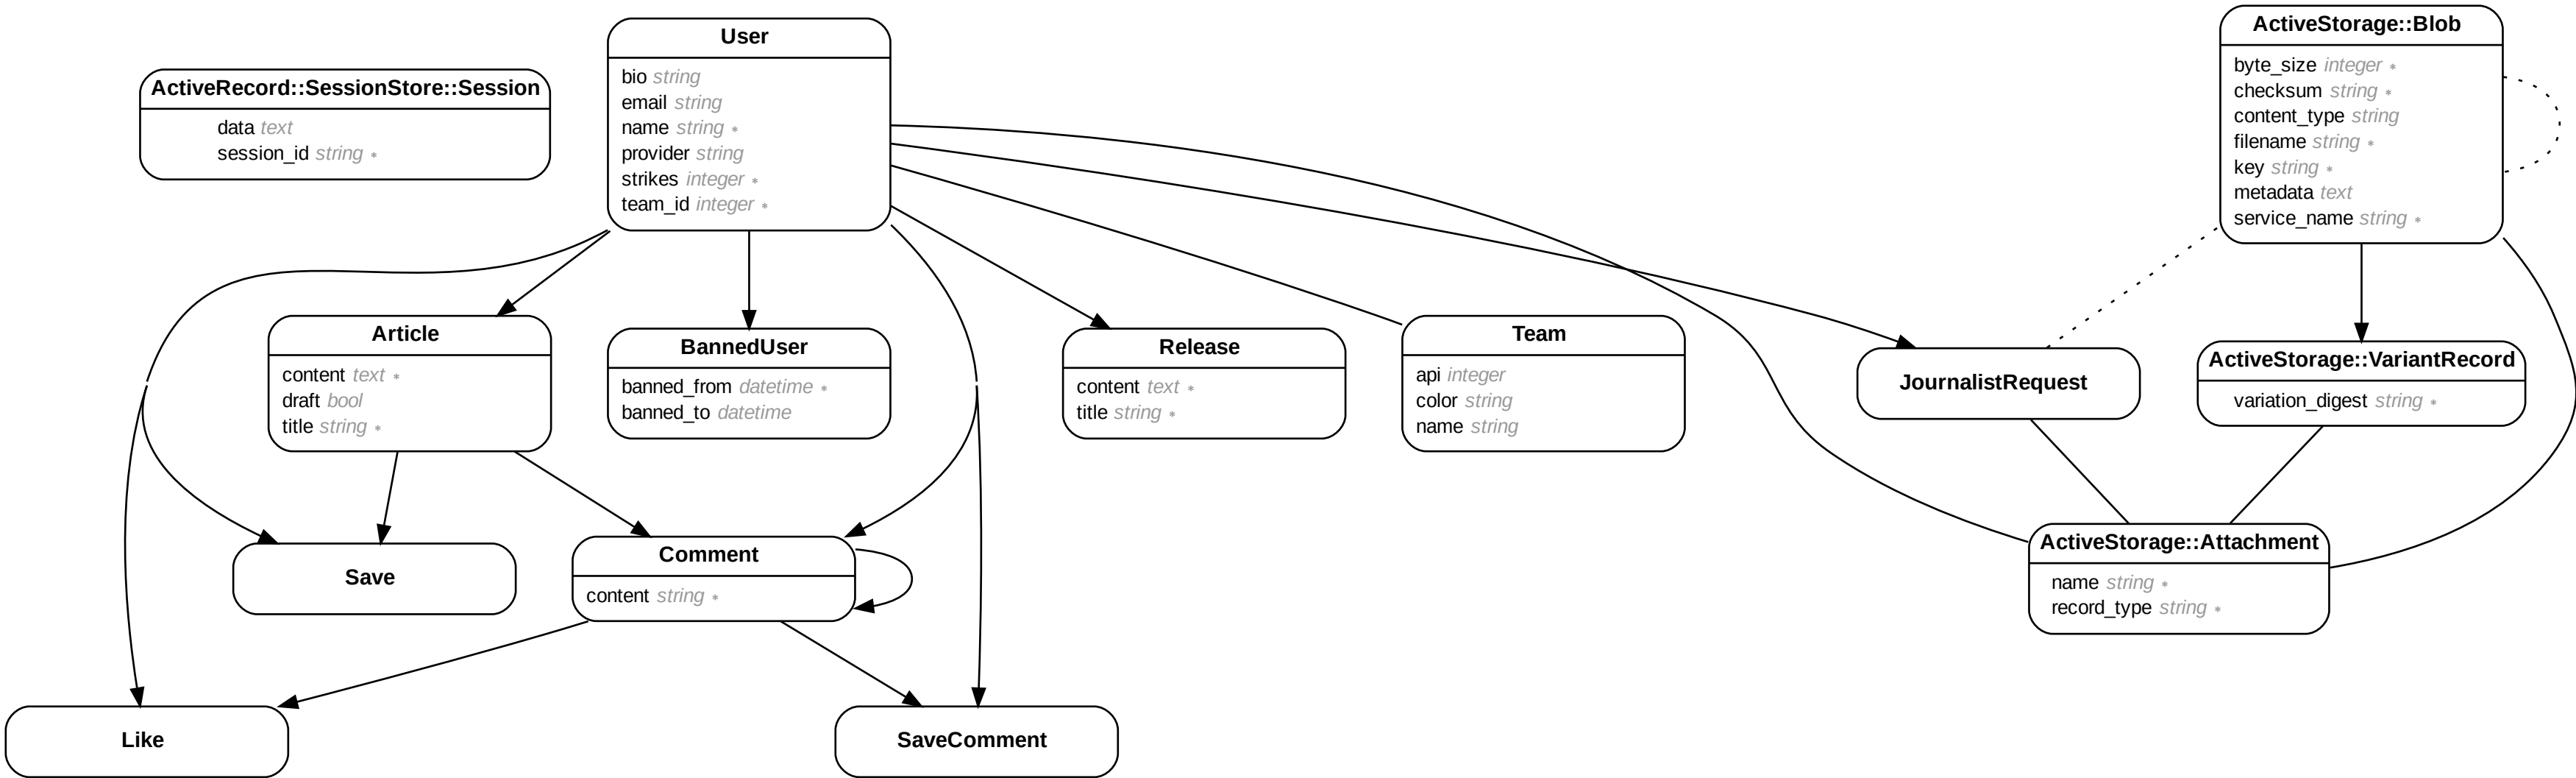 ActiveRecord::SessionStore::Session
data text
session_id string *
User
bio string
email string
name string *
provider string
strikes integer *
team_id integer *
ActiveStorage::Blob
byte_size integer *
checksum string *
content_type string
filename string *
key string *
metadata text
service_name string *
Article
content text *
draft bool
title string *
BannedUser
banned_from datetime *
banned_to datetime
Release
content text *
title string *
Team
api integer
color string
name string
JournalistRequest
ActiveStorage::VariantRecord
variation_digest string *
Save
Comment
content string *
ActiveStorage::Attachment
name string *
record_type string *
Like
SaveComment